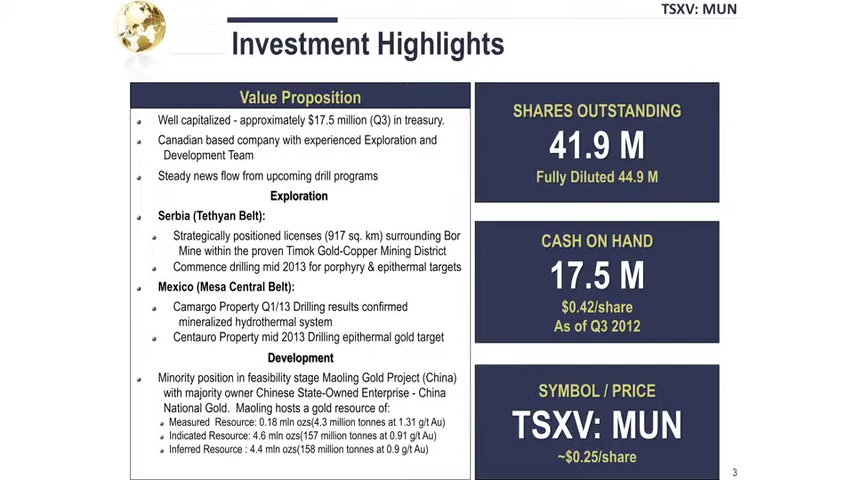 TSXV: MUN
Investment Highlights
Value Proposition
Well capitalized - approximately $17.5 million (Q3) in treasury.
Canadian based company with experienced Exploration and
Development Team
Steady news flow from upcoming drill programs
Exploration
Serbia (Tethyan Belt):
Strategically positioned licenses (917 sq. km) surrounding Bor
Mine within the proven Timok Gold-Copper Mining District
Commence drilling mid 2013 for porphyry & epithermal targets
Mexico (Mesa Central Belt):
Camargo Property Q1/13 Drilling results confirmed
mineralized hydrothermal system
Centauro Property mid 2013 Drilling epithermal gold target
Development
Minority position in feasibility stage Maoling Gold Project (China)
with majority owner Chinese State-Owned Enterprise - China
National Gold. Maoling hosts a gold resource of:
Measured Resource: 0.18 mln ozs(4.3 million tonnes at 1.31 g/t Au)
Indicated Resource: 4.6 mln ozs(157 million tonnes at 0.91 g/t Au)
Inferred Resource : 4.4 mln ozs(158 million tonnes at 0.9 g/t Au)
SHARES OUTSTANDING
41.9 M
Fully Diluted 44.9 M
CASH ON HAND
17.5 M
$0.42/share
As of Q3 2012
SYMBOL / PRICE
TSXV: MUN
~$0.25/share
3